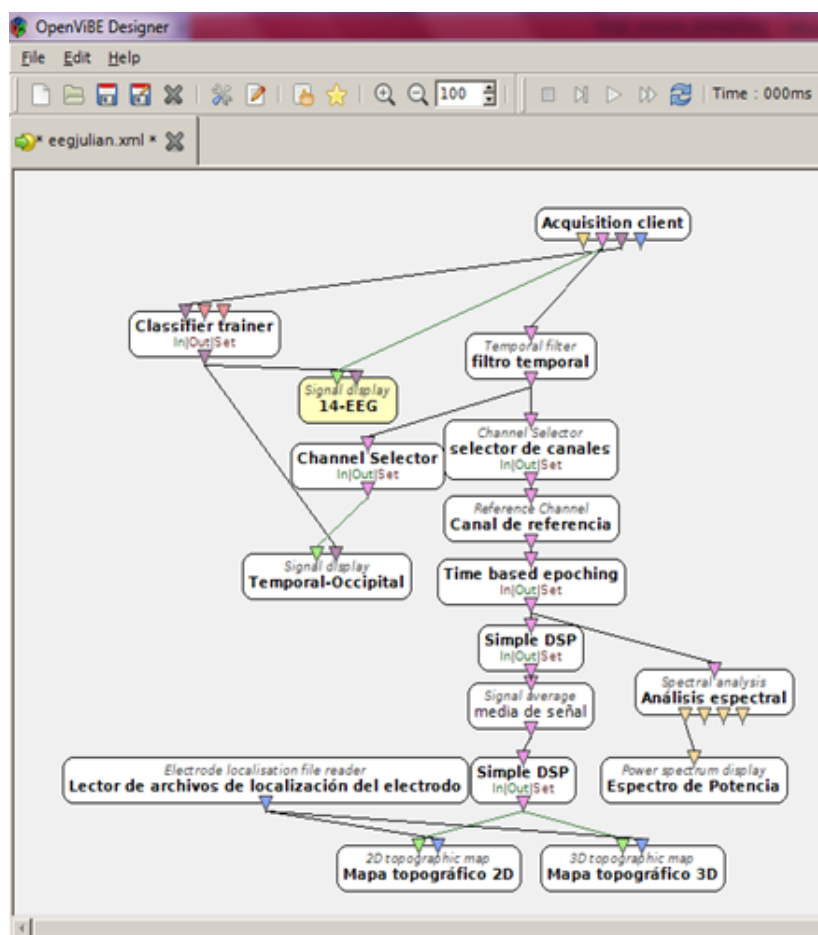 OpenViBE Designer
File Edit Help
100
Time : 000ms
* eegjulian.xml *
Acquisition client
Classifier trainer
In|Out|Set
Temporal filter
filtro temporal
Signal display
14-EEG
Channel Selector
In|Out|Set
Channel Selector
selector de canales
In|Out|Set
Reference Channel
Canal de referencia
Signal display
Temporal-Occipital
Time based epoching
In|Out|Set
Simple DSP
In|Out|Set
Signal average
media de señal
Spectral analysis
Análisis espectral
Electrode localisation file reader
Lector de archivos de localización del electrodo
Simple DSP
In|Out|Set
Power spectrum display
Espectro de Potencia
2D topographic map
Mapa topográfico 2D
3D topographic map
Mapa topográfico 3D